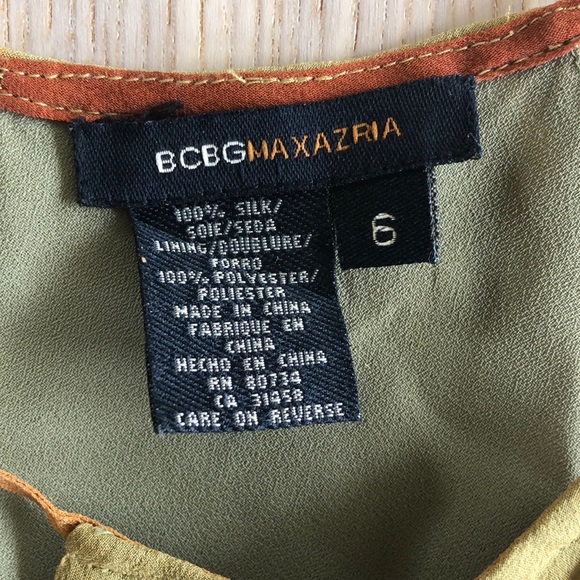 BCBGMAXAZRIA
6
100% SILK/
SOIE/SEDA
LINING/DOUBLURE/
FORRO
100% POLYESTER/
POLIESTER
MADE IN CHINA
FABRIQUE EN
CHINA
HECHO EN CHINA
RN 80734
CA 31458
CARE ON REVERSE